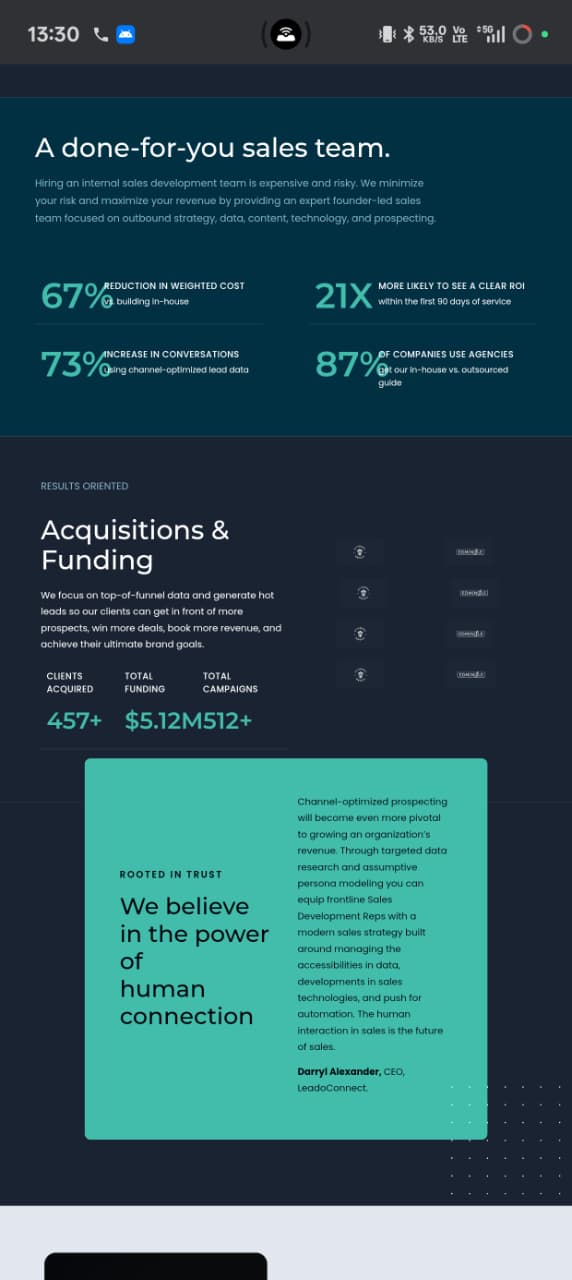 13:30
53.0
KB/S
Vo
LTE
5G
A done-for-you sales team.
Hiring an internal sales development team is expensive and risky. We minimize
your risk and maximize your revenue by providing an expert founder-led sales
team focused on outbound strategy, data, content, technology, and prospecting.
67%
REDUCTION IN WEIGHTED COST
vs. building in-house
21X
MORE LIKELY TO SEE A CLEAR ROI
within the first 90 days of service
73%
INCREASE IN CONVERSATIONS
using channel-optimized lead data
87%
OF COMPANIES USE AGENCIES
get our in-house vs. outsourced
guide
RESULTS ORIENTED
Acquisitions &
Funding
We focus on top-of-funnel data and generate hot
leads so our clients can get in front of more
prospects, win more deals, book more revenue, and
achieve their ultimate brand goals.
CLIENTS
ACQUIRED
457+
TOTAL
FUNDING
$5.12M
TOTAL
CAMPAIGNS
512+
ROOTED IN TRUST
We believe
in the power
of
human
connection
Channel-optimized prospecting
will become even more pivotal
to growing an organization's
revenue. Through targeted data
research and assumptive
persona modeling you can
equip frontline Sales
Development Reps with a
modern sales strategy built
around managing the
accessibilities in data,
developments in sales
technologies, and push for
automation. The human
interaction in sales is the future
of sales.
Darryl Alexander, CEO,
LeadoConnect.